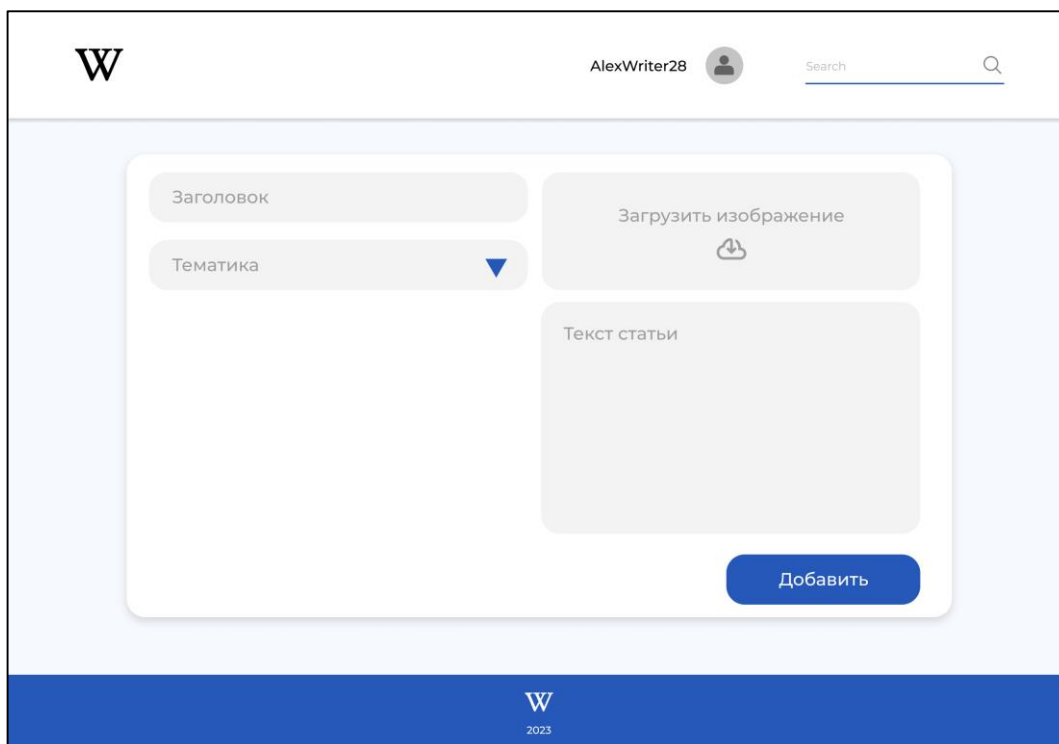 W
AlexWriter28
Search
Заголовок
Тематика
Загрузить изображение
Текст статьи
Добавить
W
2023